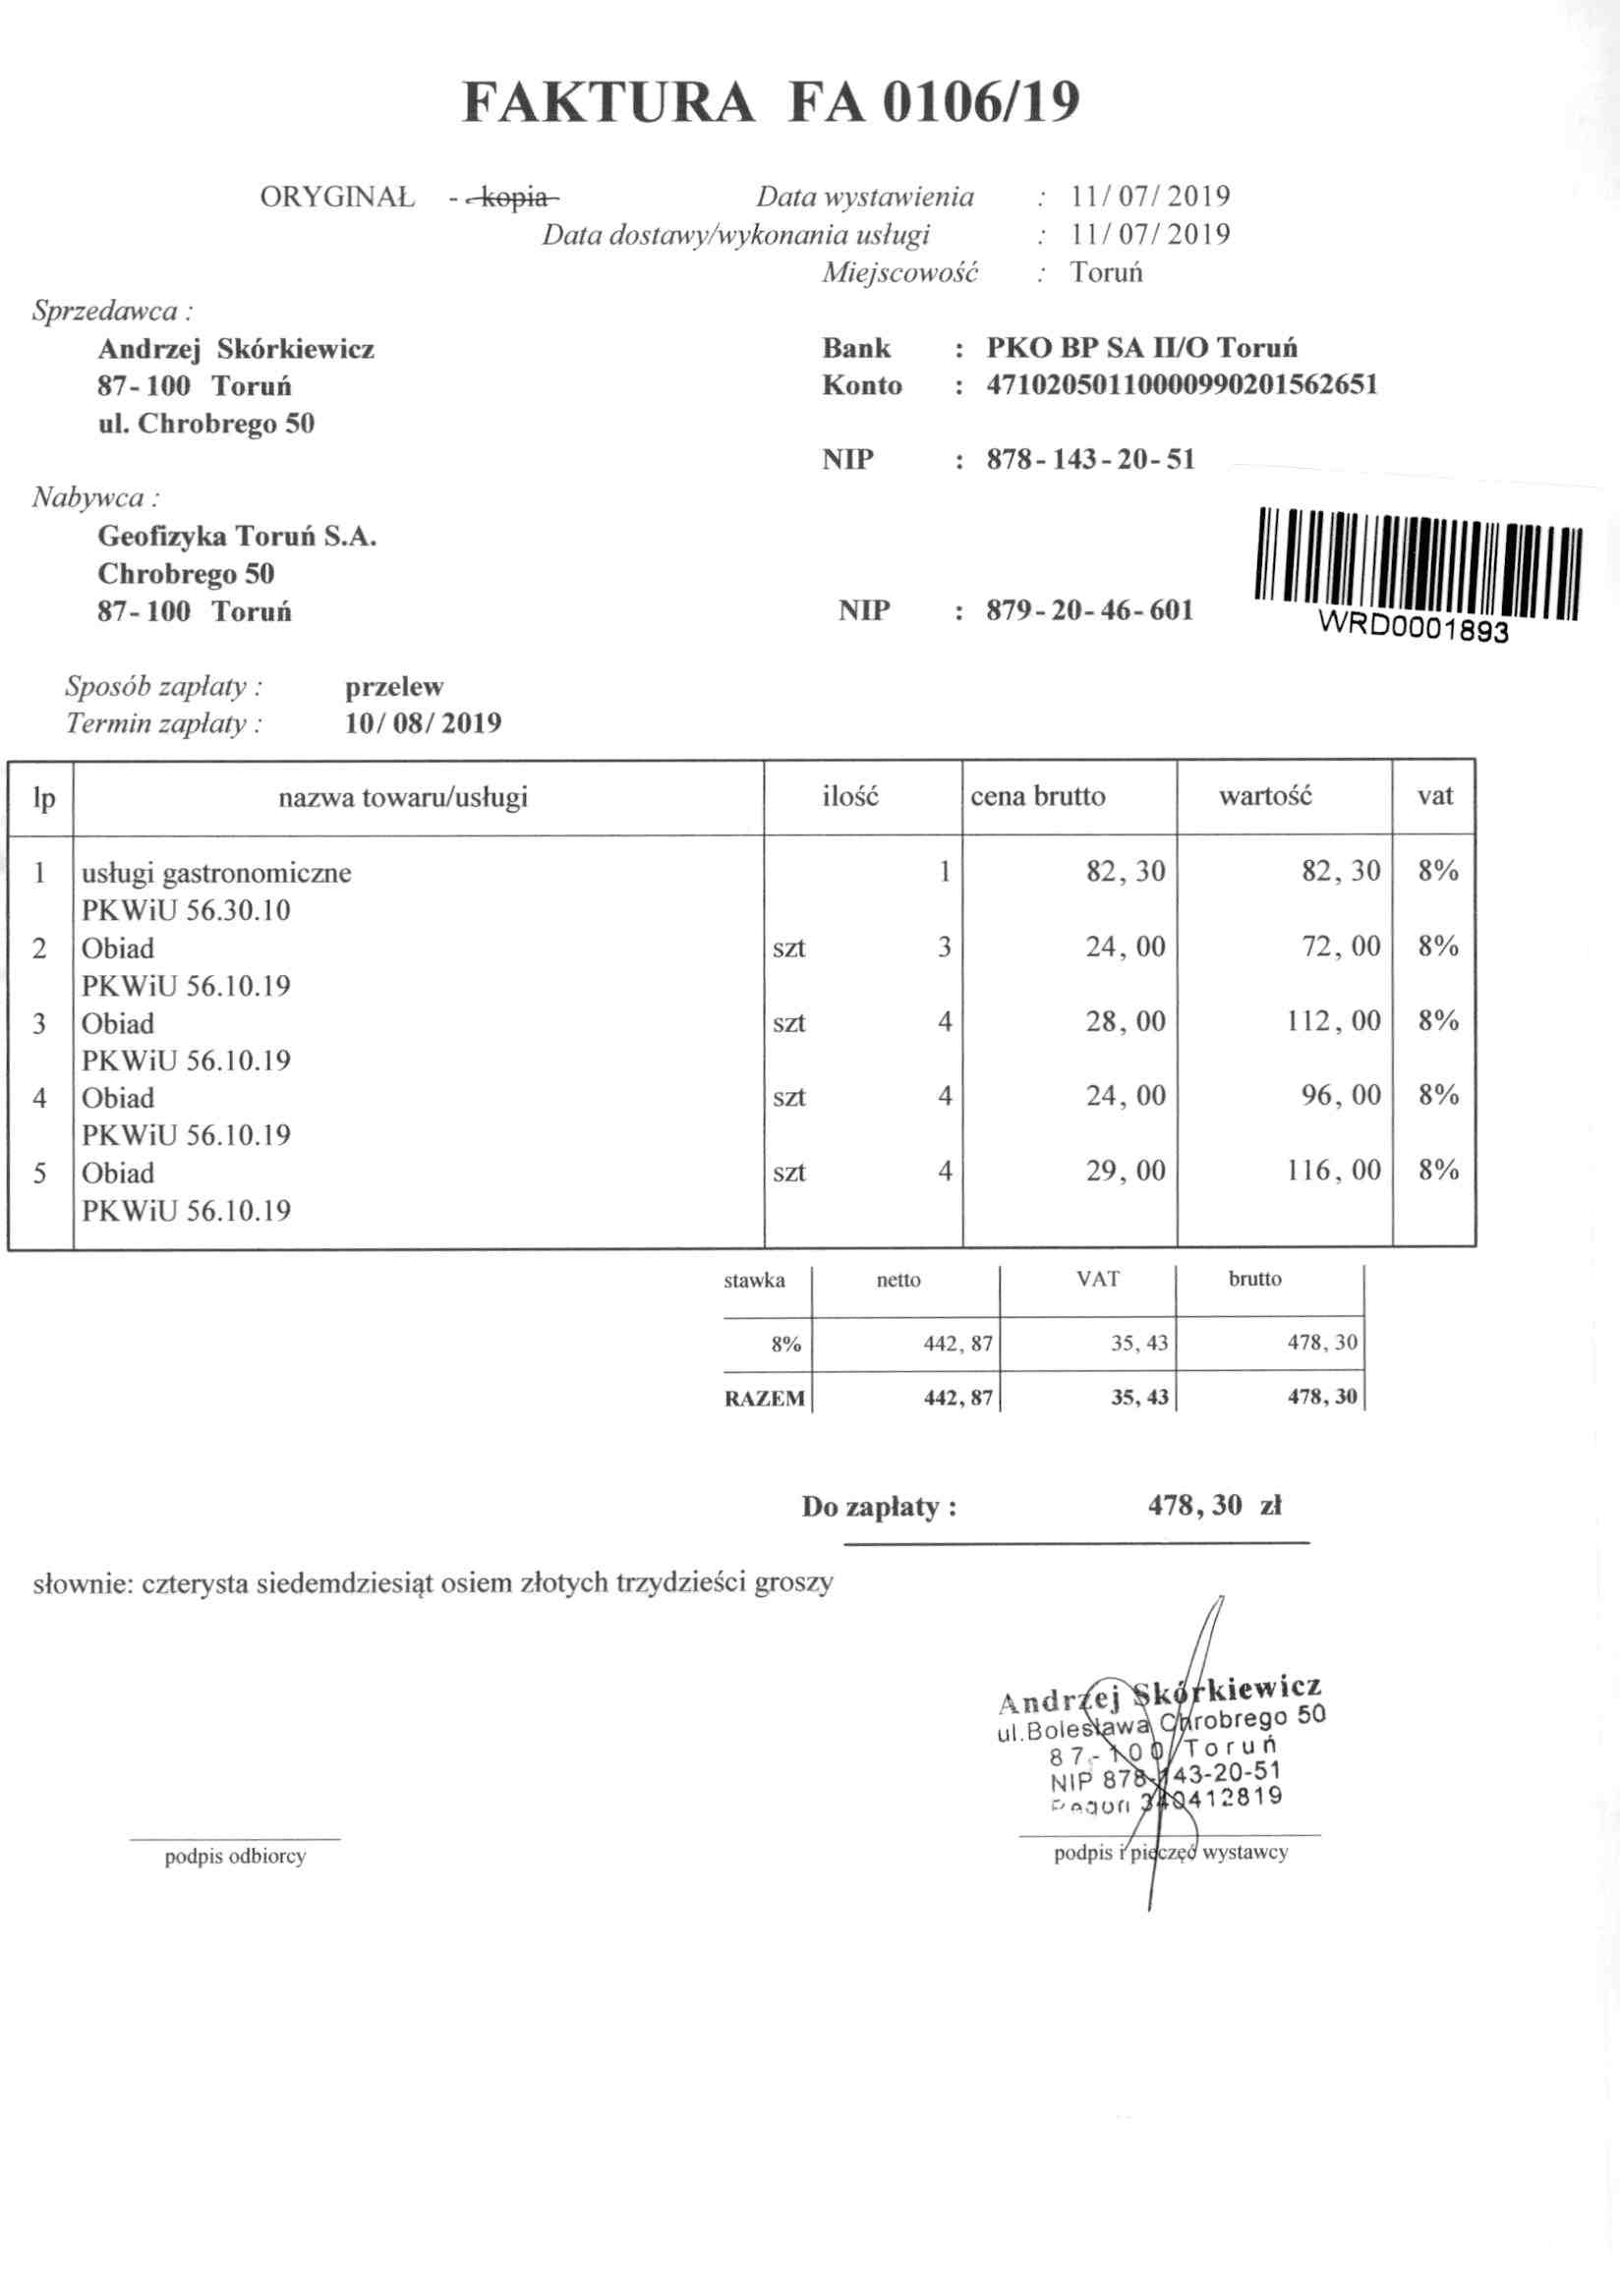 FAKTURA FA 0106/19
ORYGINAŁ - kopia Data wystawienia : 11/ 07/ 2019
Data dostawy/wykonania usługi : 11/ 07/ 2019
Miejscowość : Toruń
Sprzedawca :
Andrzej Skórkiewicz Bank : PKO BP SA II/O Toruń
87- 100 Toruń Konto : 47102050110000990201562651
ul. Chrobrego 50
NIP : 878- 143- 20- 51
Nabywca :
Geofizyka Toruń S.A.
Chrobrego 50
87- 100 Toruń NIP : 879- 20- 46- 601
WRD0001893
Sposób zapłaty : przelew
Termin zapłaty : 10/ 08/ 2019
lp nazwa towaru/usługi ilość cena brutto wartość vat
1 usługi gastronomiczne 1 82, 30 82, 30 8%
PKWiU 56.30.10
2 Obiad szt 3 24, 00 72, 00 8%
PKWiU 56.10.19
3 Obiad szt 4 28, 00 112, 00 8%
PKWiU 56.10.19
4 Obiad szt 4 24, 00 96, 00 8%
PKWiU 56.10.19
5 Obiad szt 4 29, 00 116, 00 8%
PKWiU 56.10.19
stawka netto VAT brutto
8% 442, 87 35, 43 478, 30
RAZEM 442, 87 35, 43 478, 30
Do zapłaty : 478, 30 zł
słownie: czterysta siedemdziesiąt osiem złotych trzydzieści groszy
Andrzej Skórkiewicz
ul.Bolesława Chrobrego 50
87-100 Toruń
NIP 878-143-20-51
Regon 340412819
podpis odbiorcy podpis i pieczęć wystawcy